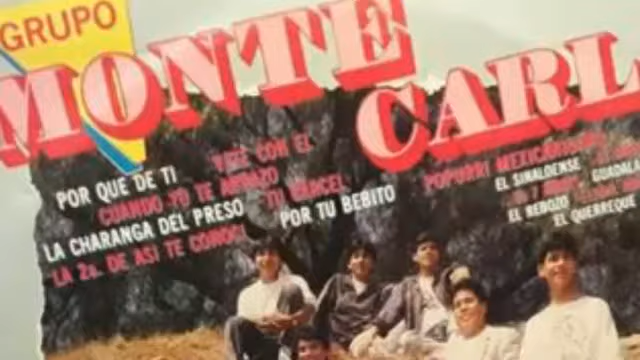 GRUPO
MONTE
CARL
POR QUE DE TI
VETE CON EL
CUANDO YO TE ABRAZO
LA CHARANGA DEL PRESO
TU CARCEL
LA 2a. DE ASI TE CONOCI
POR TU BEBITO
POPURRI MEXICANISIMO
EL SINALOENSE
GUADALA
EL REBOZO
EL QUERREQUE